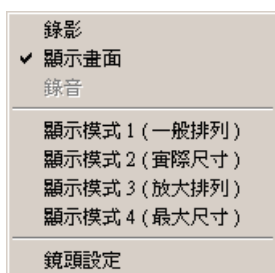 錄影
顯示畫面
錄音
顯示模式 1 ( 一般排列 )
顯示模式 2 ( 實際尺寸 )
顯示模式 3 ( 放大排列 )
顯示模式 4 ( 最大尺寸 )
鏡頭設定